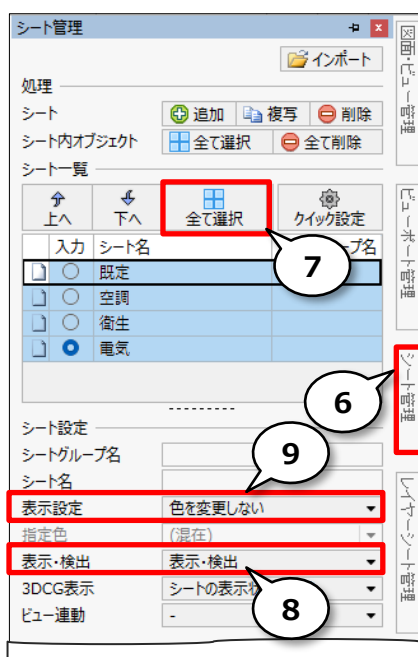 シート管理
インポート
処理
シート 追加 複写 削除
シート内オブジェクト 全て選択 全て削除
シート一覧
上へ 下へ 全て選択 クイック設定
入力 シート名 プ名
既定
空調
衛生
電気
シート設定
シートグループ名
シート名
表示設定 色を変更しない
指定色 (混在)
表示・検出 表示・検出
3DCG表示 シートの表示
ビュー連動 -
7
6
9
8
図面・ビュー管理
ビューポート管理
シート管理
レイヤーシート管理